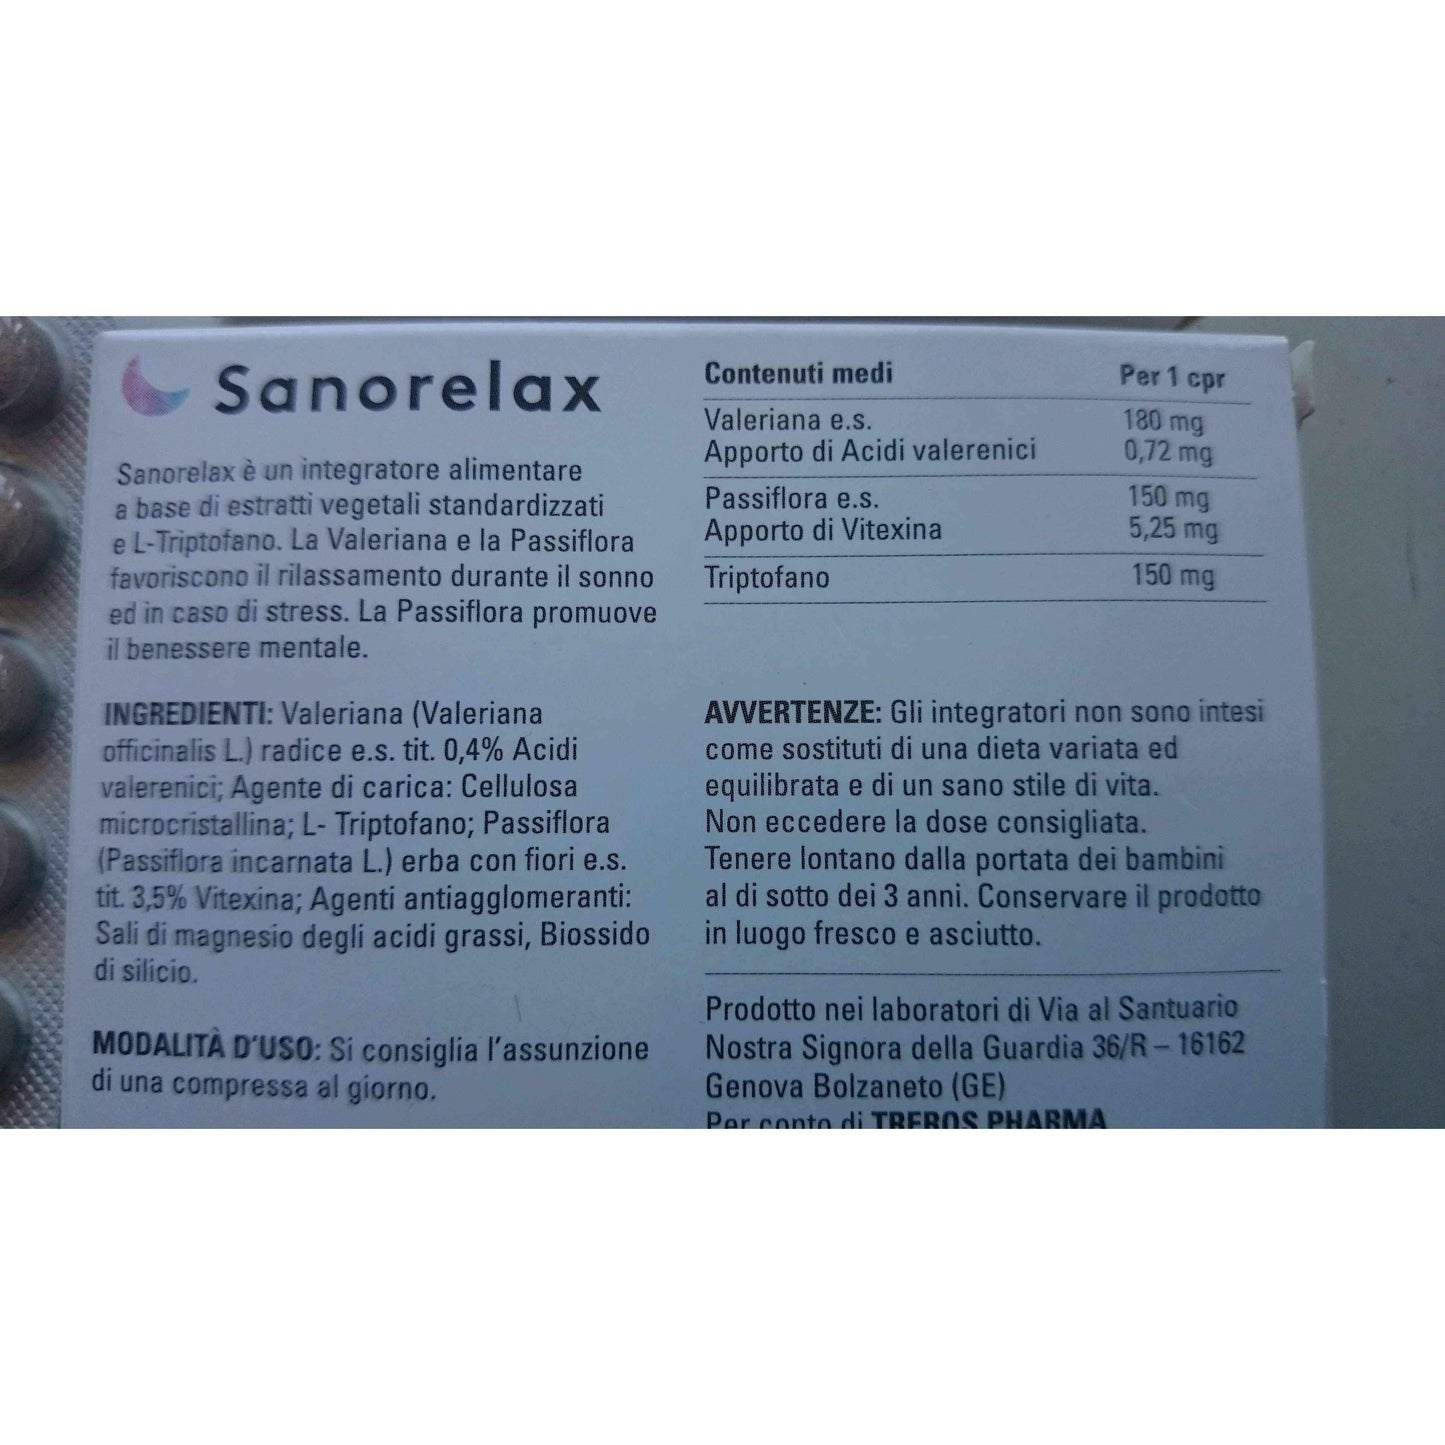 Sanorelax
Sanorelax è un integratore alimentare
a base di estratti vegetali standardizzati
e L-Triptofano. La Valeriana e la Passiflora
favoriscono il rilassamento durante il sonno
ed in caso di stress. La Passiflora promuove
il benessere mentale.
INGREDIENTI: Valeriana (Valeriana
officinalis L.) radice e.s. tit. 0,4% Acidi
valerenici; Agente di carica: Cellulosa
microcristallina; L- Triptofano; Passiflora
(Passiflora incarnata L.) erba con fiori e.s.
tit. 3,5% Vitexina; Agenti antiagglomeranti:
Sali di magnesio degli acidi grassi, Biossido
di silicio.
MODALITÀ D'USO: Si consiglia l'assunzione
di una compressa al giorno.
Contenuti medi Per 1 cpr
Valeriana e.s. 180 mg
Apporto di Acidi valerenici 0,72 mg
Passiflora e.s. 150 mg
Apporto di Vitexina 5,25 mg
Triptofano 150 mg
AVVERTENZE: Gli integratori non sono intesi
come sostituti di una dieta variata ed
equilibrata e di un sano stile di vita.
Non eccedere la dose consigliata.
Tenere lontano dalla portata dei bambini
al di sotto dei 3 anni. Conservare il prodotto
in luogo fresco e asciutto.
Prodotto nei laboratori di Via al Santuario
Nostra Signora della Guardia 36/R – 16162
Genova Bolzaneto (GE)
Per conto di TREROS PHARMA